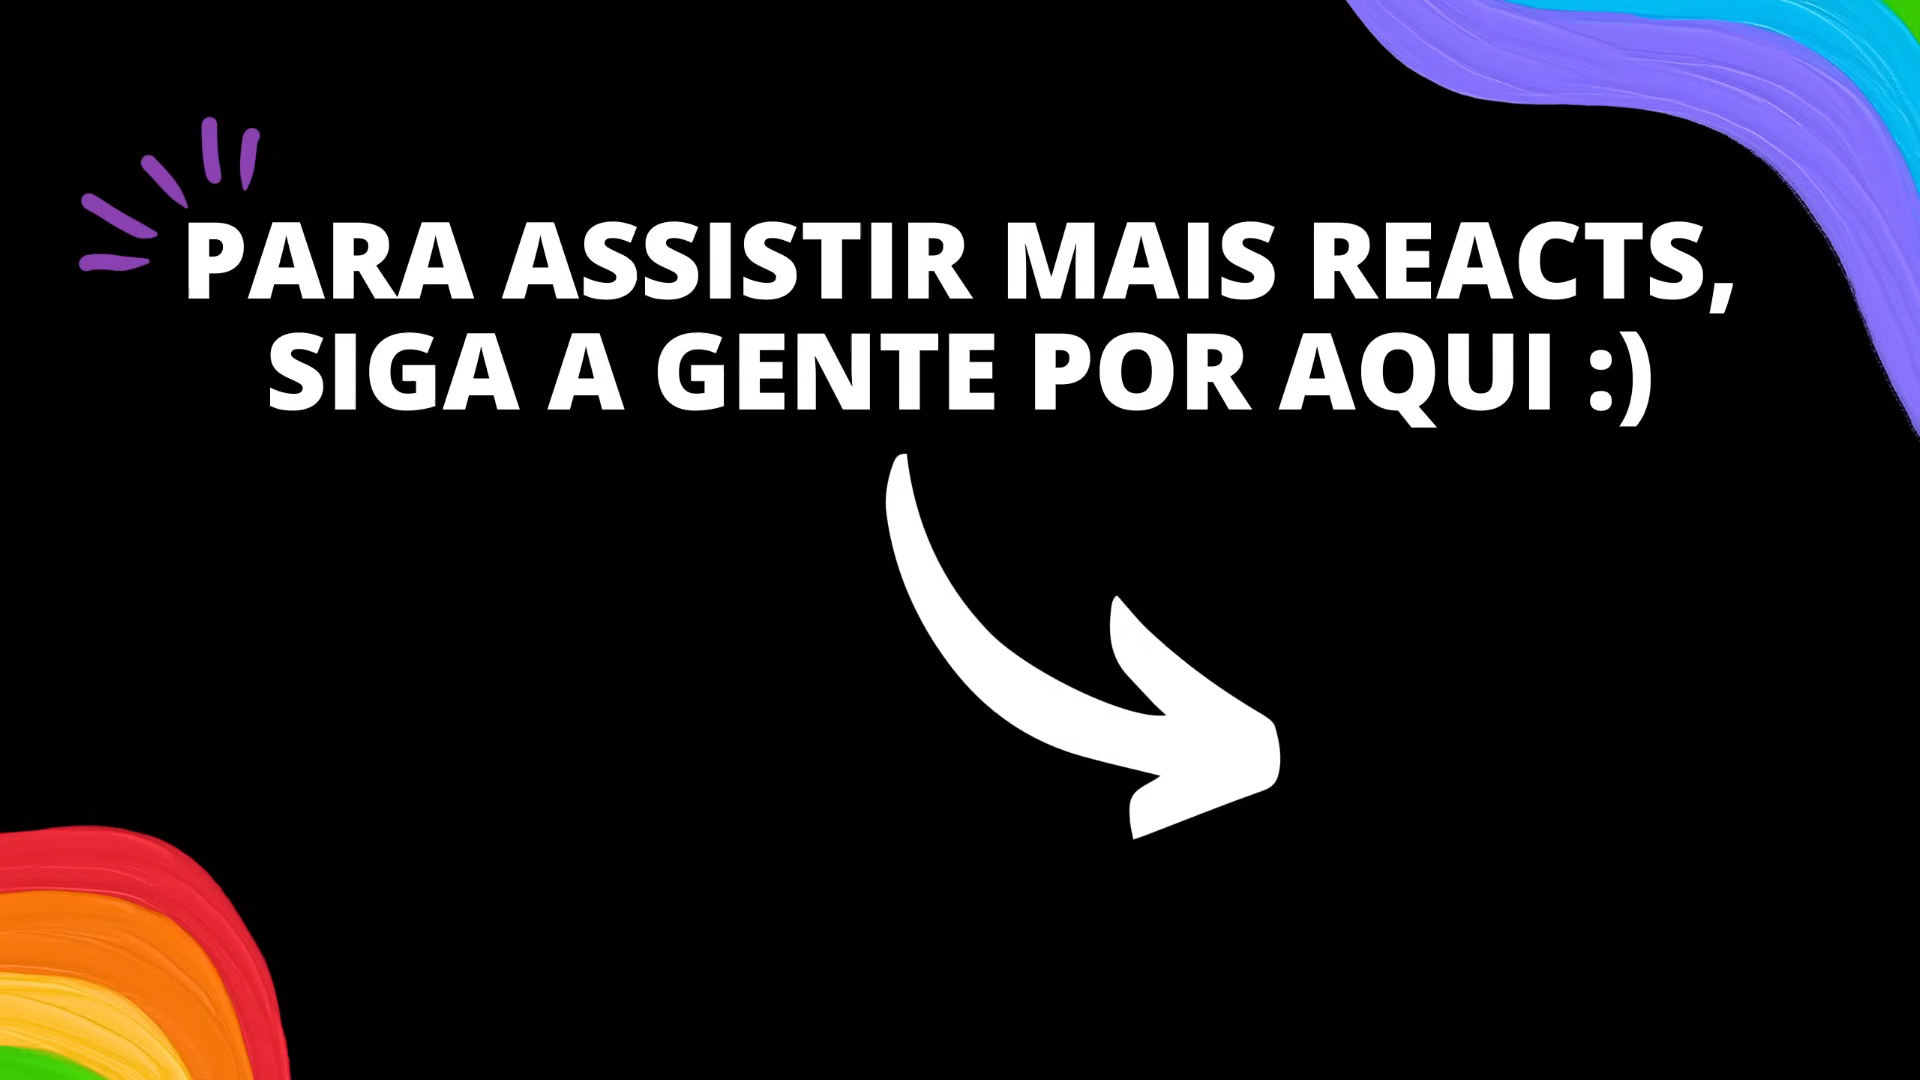 PARA ASSISTIR MAIS REACTS,
SIGA A GENTE POR AQUI :)